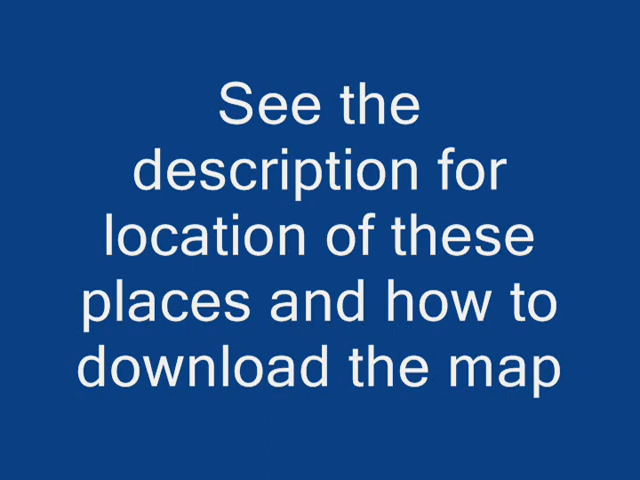 See the
description for
location of these
places and how to
download the map